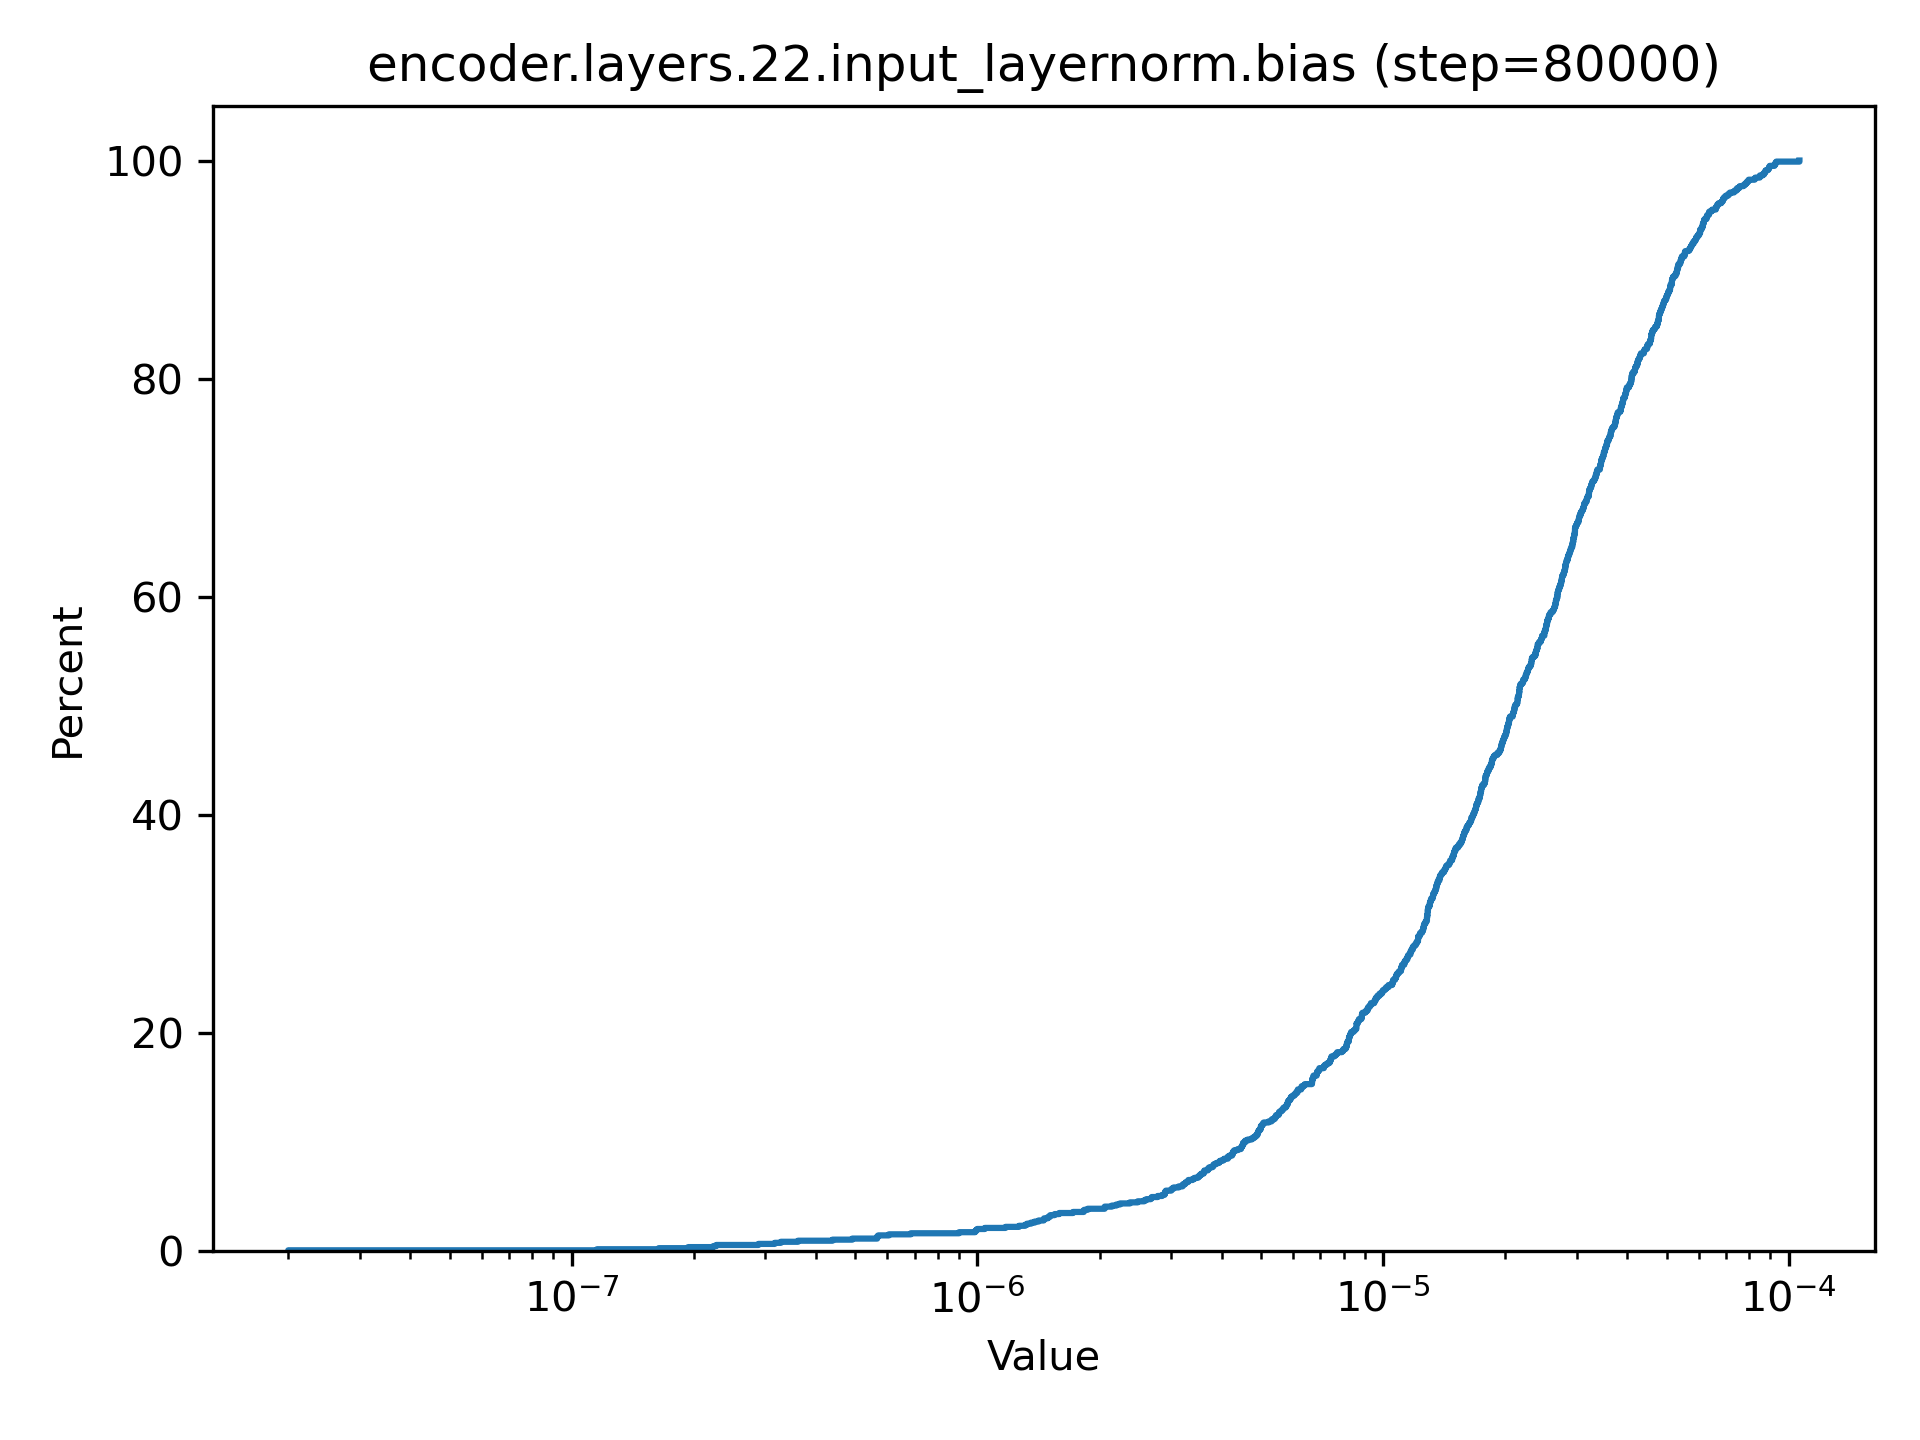 encoder.layers.22.input_layernorm.bias (step=80000)
Percent
100
80
60
40
20
0
10⁻⁷ 10⁻⁶ 10⁻⁵ 10⁻⁴
Value